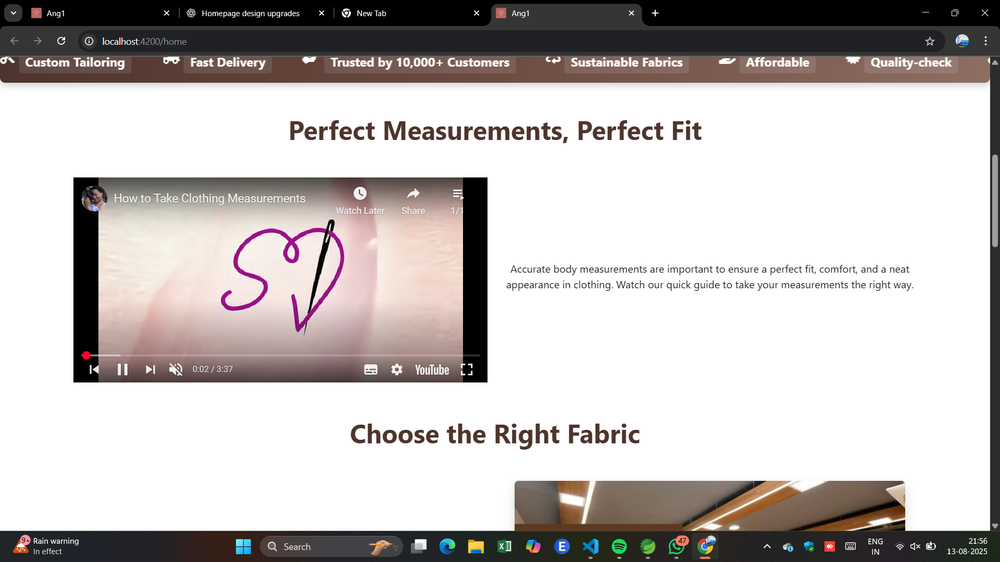 Ang1
Homepage design upgrades
New Tab
Ang1
localhost:4200/home
Custom Tailoring
Fast Delivery
Trusted by 10,000+ Customers
Sustainable Fabrics
Affordable
Quality-check
Perfect Measurements, Perfect Fit
How to Take Clothing Measurements
Watch Later
Share
1/1
0:02 / 3:37
YouTube
Accurate body measurements are important to ensure a perfect fit, comfort, and a neat
appearance in clothing. Watch our quick guide to take your measurements the right way.
Choose the Right Fabric
9+
Rain warning
In effect
Search
E
47
ENG
IN
21:56
13-08-2025